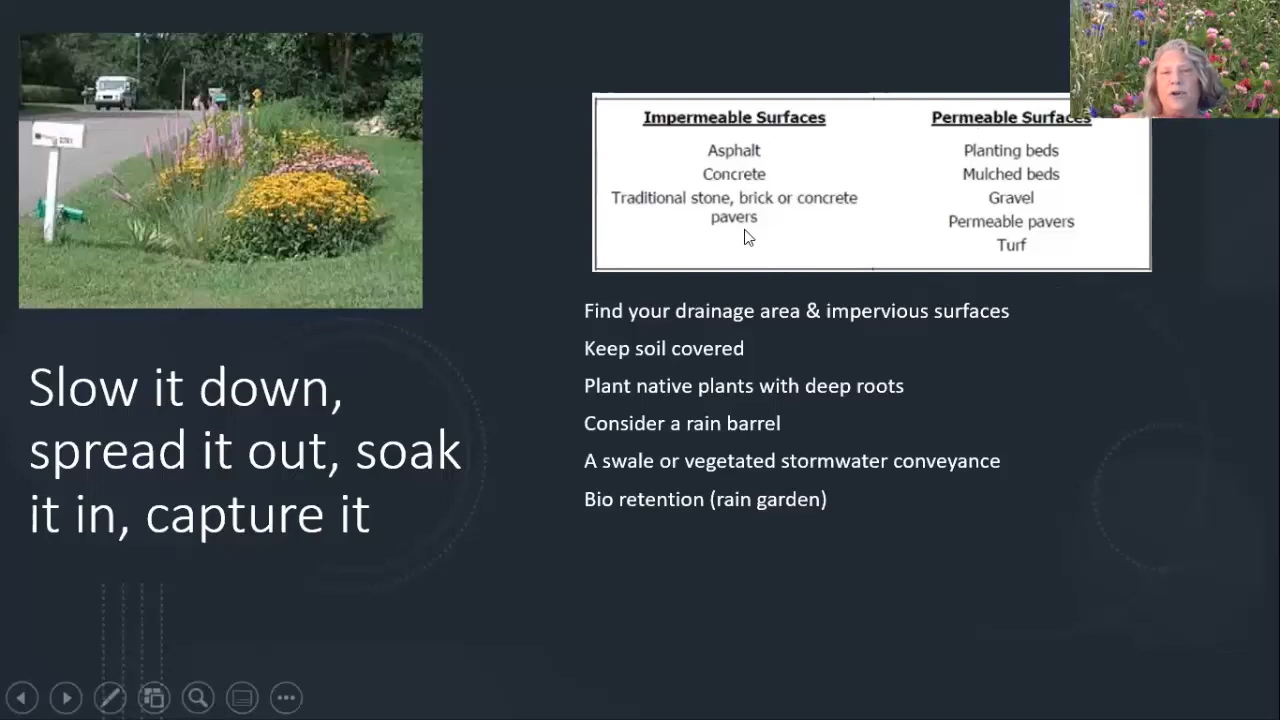 Impermeable Surfaces
Asphalt
Concrete
Traditional stone, brick or concrete
pavers
Permeable Surfaces
Planting beds
Mulched beds
Gravel
Permeable pavers
Turf
Find your drainage area & impervious surfaces
Keep soil covered
Plant native plants with deep roots
Consider a rain barrel
A swale or vegetated stormwater conveyance
Bio retention (rain garden)
Slow it down,
spread it out, soak
it in, capture it